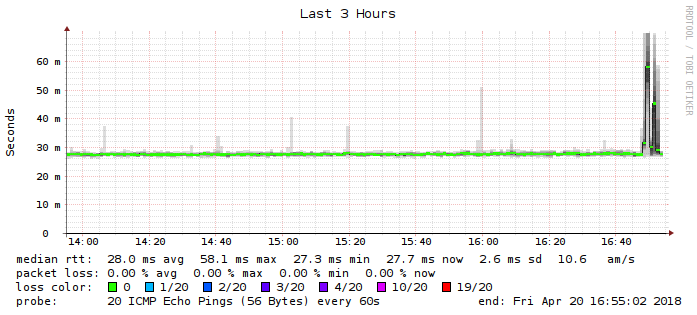 Last 3 Hours
RRDTOOL / TOBI OETIKER
Seconds
60 m
50 m
40 m
30 m
20 m
10 m
0
14:00 14:20 14:40 15:00 15:20 15:40 16:00 16:20 16:40
median rtt: 28.0 ms avg 58.1 ms max 27.3 ms min 27.7 ms now 2.6 ms sd 10.6 am/s
packet loss: 0.00 % avg 0.00 % max 0.00 % min 0.00 % now
loss color: 0 1/20 2/20 3/20 4/20 10/20 19/20
probe: 20 ICMP Echo Pings (56 Bytes) every 60s end: Fri Apr 20 16:55:02 2018